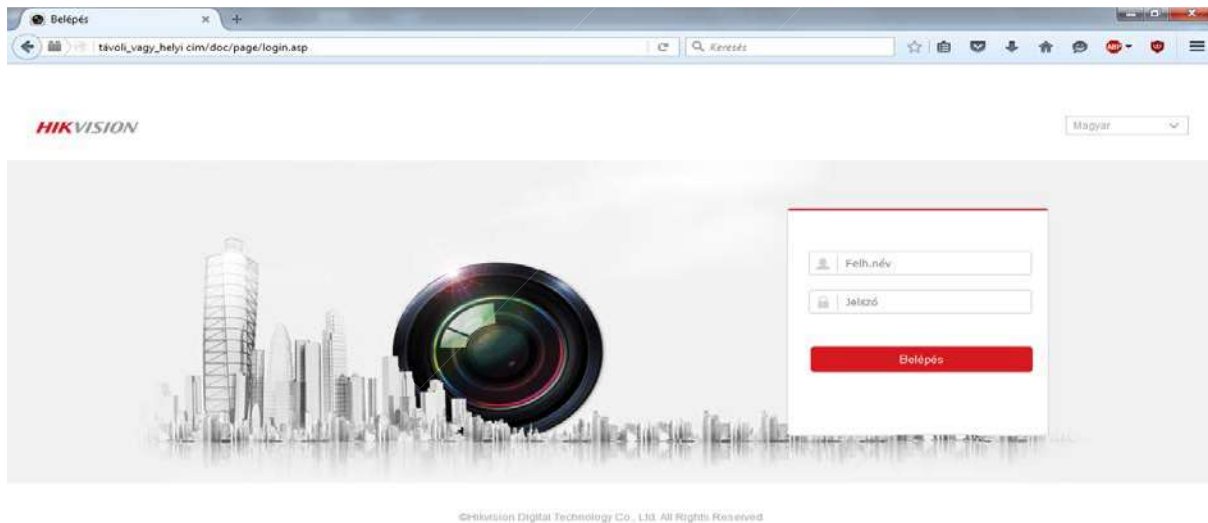 Belépés
távoli_vagy_helyi cím/doc/page/login.asp
Keresés
HIKVISION
Magyar
Felh.név
Jelszó
Belépés
©Hikvision Digital Technology Co., Ltd. All Rights Reserved.